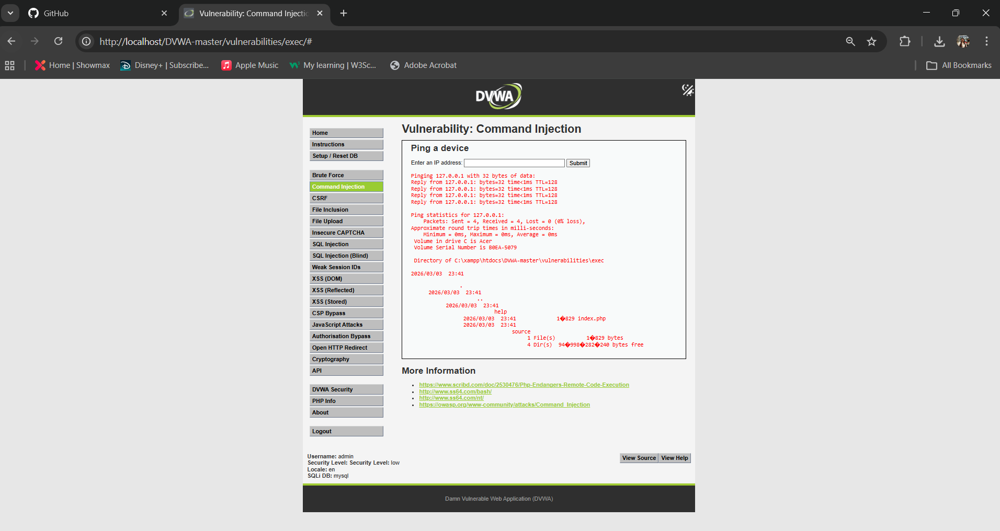 GitHub
Vulnerability: Command Injectio
http://localhost/DVWA-master/vulnerabilities/exec/#
Home | Showmax
Disney+ | Subscribe...
Apple Music
My learning | W3Sc...
Adobe Acrobat
All Bookmarks
DVWA
Home
Instructions
Setup / Reset DB
Brute Force
Command Injection
CSRF
File Inclusion
File Upload
Insecure CAPTCHA
SQL Injection
SQL Injection (Blind)
Weak Session IDs
XSS (DOM)
XSS (Reflected)
XSS (Stored)
CSP Bypass
JavaScript Attacks
Authorisation Bypass
Open HTTP Redirect
Cryptography
API
DVWA Security
PHP Info
About
Logout
Vulnerability: Command Injection
Ping a device
Enter an IP address: Submit
Pinging 127.0.0.1 with 32 bytes of data:
Reply from 127.0.0.1: bytes=32 time<1ms TTL=128
Reply from 127.0.0.1: bytes=32 time<1ms TTL=128
Reply from 127.0.0.1: bytes=32 time<1ms TTL=128
Reply from 127.0.0.1: bytes=32 time<1ms TTL=128
Ping statistics for 127.0.0.1:
Packets: Sent = 4, Received = 4, Lost = 0 (0% loss),
Approximate round trip times in milli-seconds:
Minimum = 0ms, Maximum = 0ms, Average = 0ms
Volume in drive C is Acer
Volume Serial Number is B0EA-5079
Directory of C:\xampp\htdocs\DVWA-master\vulnerabilities\exec
2026/03/03  23:41
.
2026/03/03  23:41
..
2026/03/03  23:41
help
2026/03/03  23:41 1�829 index.php
2026/03/03  23:41
source
1 File(s) 1�829 bytes
4 Dir(s) 94�998�282�240 bytes free
More Information
https://www.scribd.com/doc/2530476/Php-Endangers-Remote-Code-Execution
http://www.ss64.com/bash/
http://www.ss64.com/nt/
https://owasp.org/www-community/attacks/Command_Injection
Username: admin
Security Level: Security Level: low
Locale: en
SQLi DB: mysql
View Source View Help
Damn Vulnerable Web Application (DVWA)